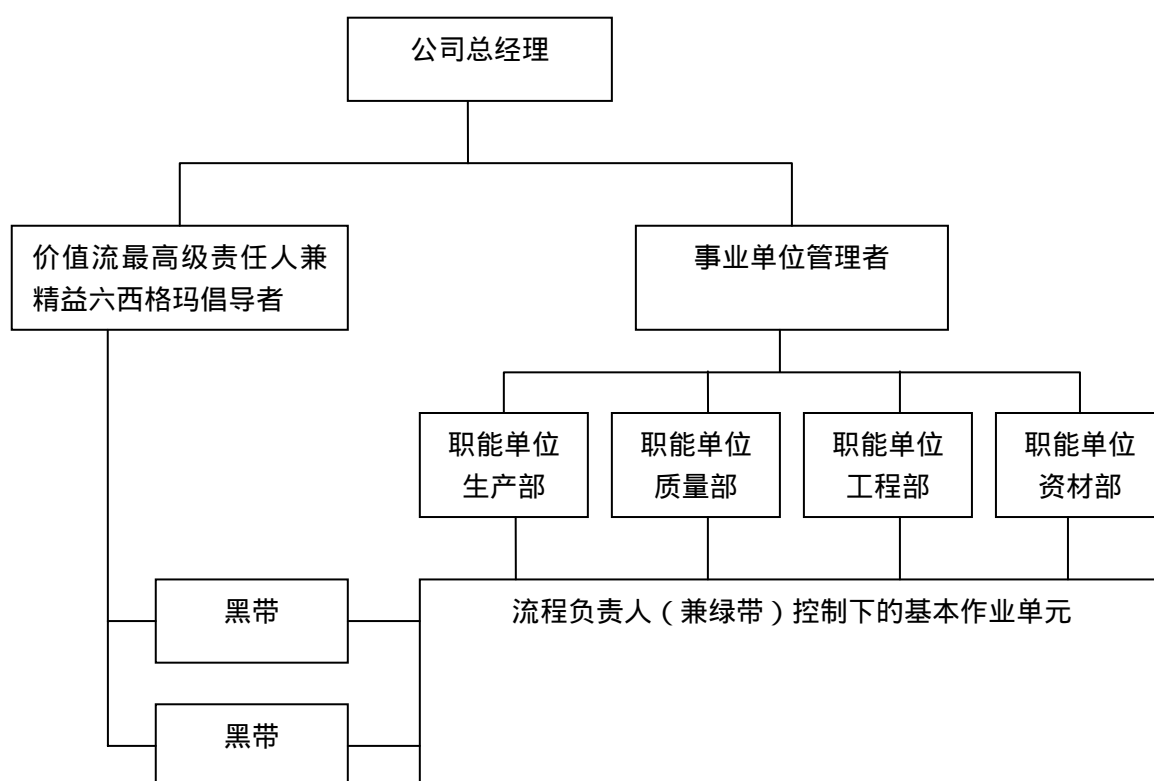 公司总经理
价值流最高级责任人兼
精益六西格玛倡导者
事业单位管理者
职能单位
生产部
职能单位
质量部
职能单位
工程部
职能单位
资材部
黑带
流程负责人（兼绿带）控制下的基本作业单元
黑带